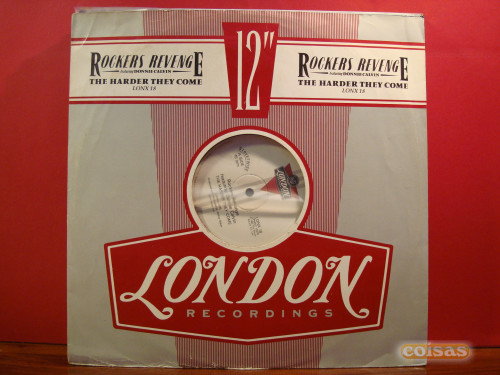 12"
ROCKERS REVENGE
featuring DONNIE CALVIN
THE HARDER THEY COME
LONX 18
ROCKERS REVENGE
featuring DONNIE CALVIN
THE HARDER THEY COME
LONX 18
LONDON
LONDON
RECORDINGS
coisas